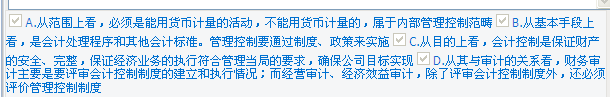 A.从范围上看，必须是能用货币计量的活动，不能用货币计量的，属于内部管理控制范畴 B.从基本手段上
看，是会计处理程序和其他会计标准。管理控制要通过制度、政策来实施 C.从目的上看，会计控制是保证财产
的安全、完整，保证经济业务的执行符合管理当局的要求，确保公司目标实现 D.从其与审计的关系看，财务审
计主要是要评审会计控制制度的建立和执行情况；而经营审计、经济效益审计，除了评审会计控制制度外，还必须
评价管理控制制度